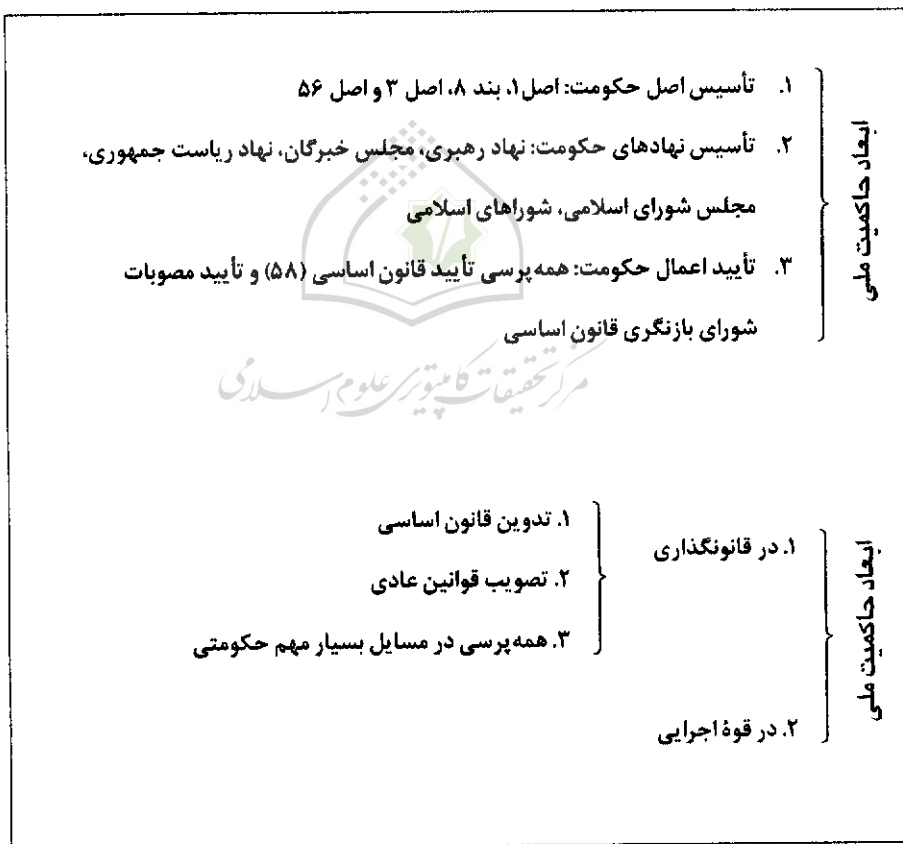 ابعاد حاکمیت ملی
۱. تأسیس اصل حکومت: اصل ۱، بند ۸، اصل ۳ و اصل ۵۶
۲. تأسیس نهادهای حکومت: نهاد رهبری، مجلس خبرگان، نهاد ریاست جمهوری،
مجلس شورای اسلامی، شوراهای اسلامی
۳. تأیید اعمال حکومت: همه‌پرسی تأیید قانون اساسی (۵۸) و تأیید مصوبات
شورای بازنگری قانون اساسی
مرکز تحقیقات کامپیوتری علوم اسلامی
ابعاد حاکمیت ملی
۱. در قانونگذاری
۱. تدوین قانون اساسی
۲. تصویب قوانین عادی
۳. همه‌پرسی در مسایل بسیار مهم حکومتی
۲. در قوۀ اجرایی